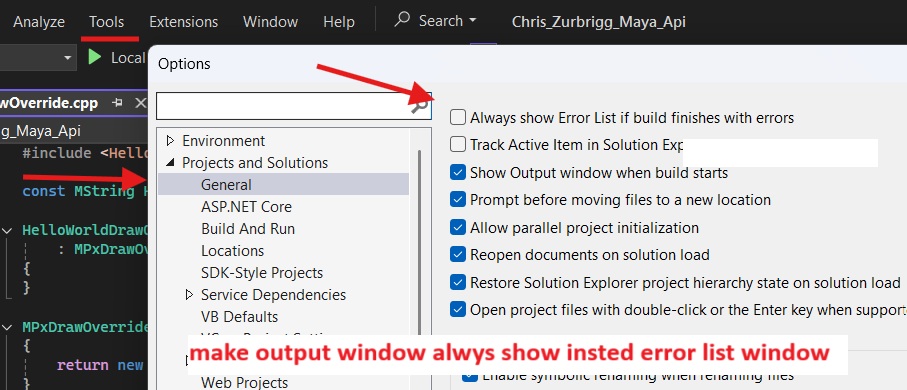 Analyze Tools Extensions Window Help Search Chris_Zurbrigg_Maya_Api
Local
Options
wOverride.cpp
g_Maya_Api
#include <Hello
const MString H
HelloWorldDrawO
: MPxDrawOv
{
}
MPxDrawOverride
{
return new
Environment
Projects and Solutions
General
ASP.NET Core
Build And Run
Locations
SDK-Style Projects
Service Dependencies
VB Defaults
Web Projects
Always show Error List if build finishes with errors
Track Active Item in Solution Exp
Show Output window when build starts
Prompt before moving files to a new location
Allow parallel project initialization
Reopen documents on solution load
Restore Solution Explorer project hierarchy state on solution load
Open project files with double-click or the Enter key when support
make output window alwys show insted error list window
Enable symbolic renaming when renaming files